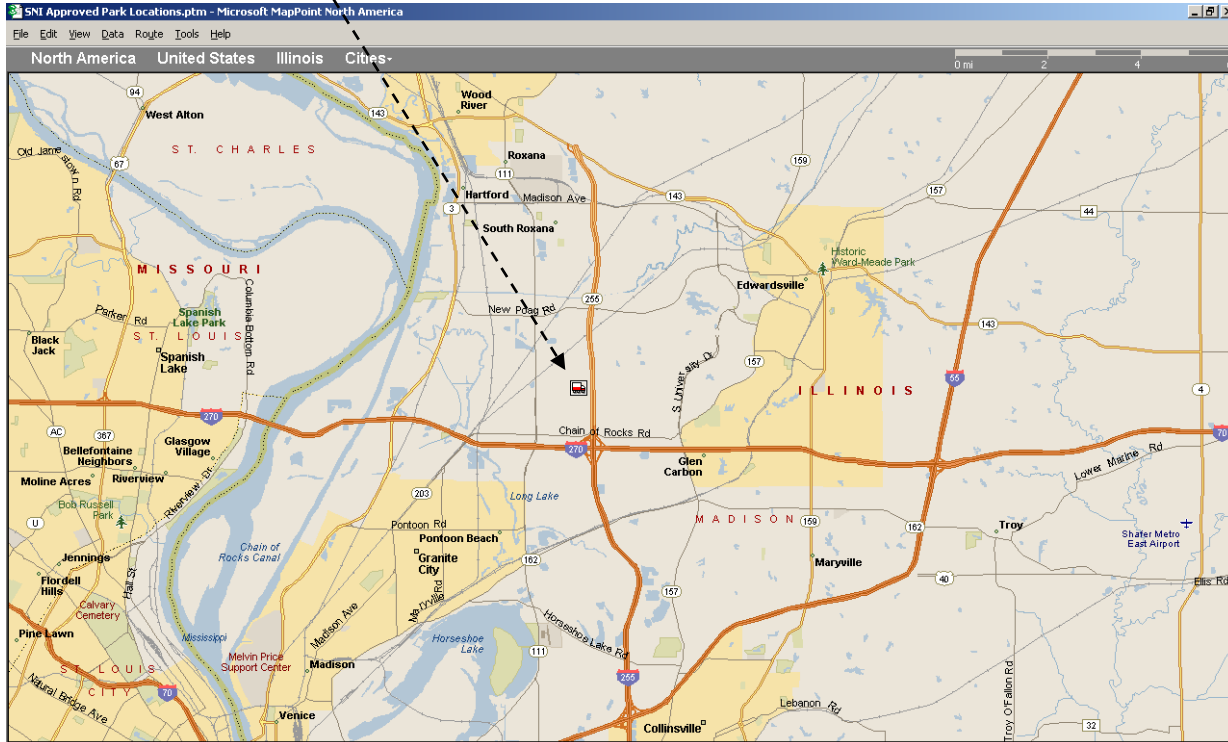 SNI Approved Park Locations.ptm - Microsoft MapPoint North America
File Edit View Data Route Tools Help
North America United States Illinois Cities
0 mi 2 4
94
West Alton
ST. CHARLES
143
Wood
River
Old Jamestown Rd
67
Roxana
111
159
157
Hartford
Madison Ave
143
44
3
South Roxana
MISSOURI
Historic
Ward-Meade Park
Edwardsville
255
New Poag Rd
Columbia Bottom Rd
Spanish
Lake Park
Parker Rd
ST. LOUIS
143
Black
Jack
Spanish
Lake
157
S University Dr
ILLINOIS
55
4
270
AC
367
Chain of Rocks Rd
270
70
Bellefontaine
Neighbors
Glasgow
Village
Glen
Carbon
Lower Marine Rd
Moline Acres
Riverview
Riverview Dr
203
Long Lake
Bob Russell
Park
U
Pontoon Rd
Pontoon Beach
MADISON
159
162
Troy
Shafer Metro
East Airport
Chain of
Rocks Canal
Granite
City
162
Maryville
Jennings
Hall St
40
Ellis Rd
Flordell
Hills
Maryville Rd
157
Calvary
Cemetery
Madison Ave
Horseshoe Lake Rd
Pine Lawn
Mississippi
Horseshoe
Lake
111
Melvin Price
Support Center
Madison
ST. LOUIS
CITY
255
Troy O'Fallon Rd
Natural Bridge Ave
70
Lebanon Rd
Venice
Collinsville
32